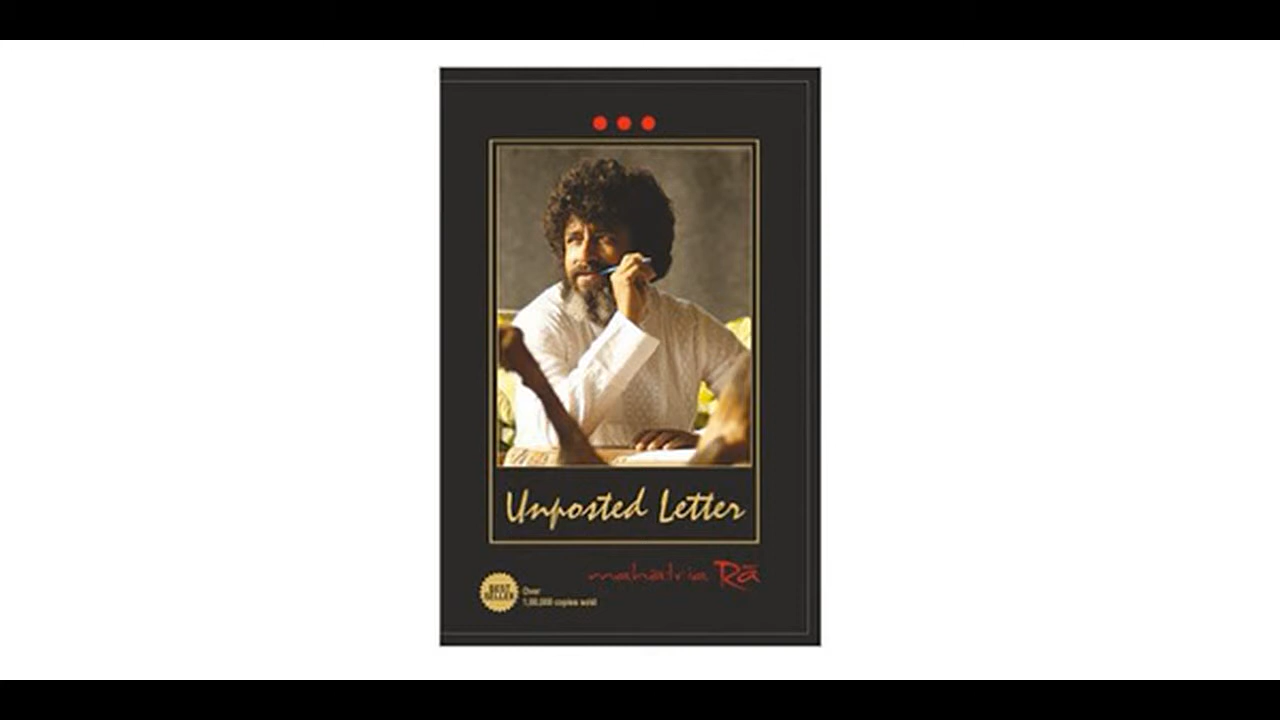 Unposted Letter
mahatria Rā
BEST
SELLER
Over
1,00,000 copies sold